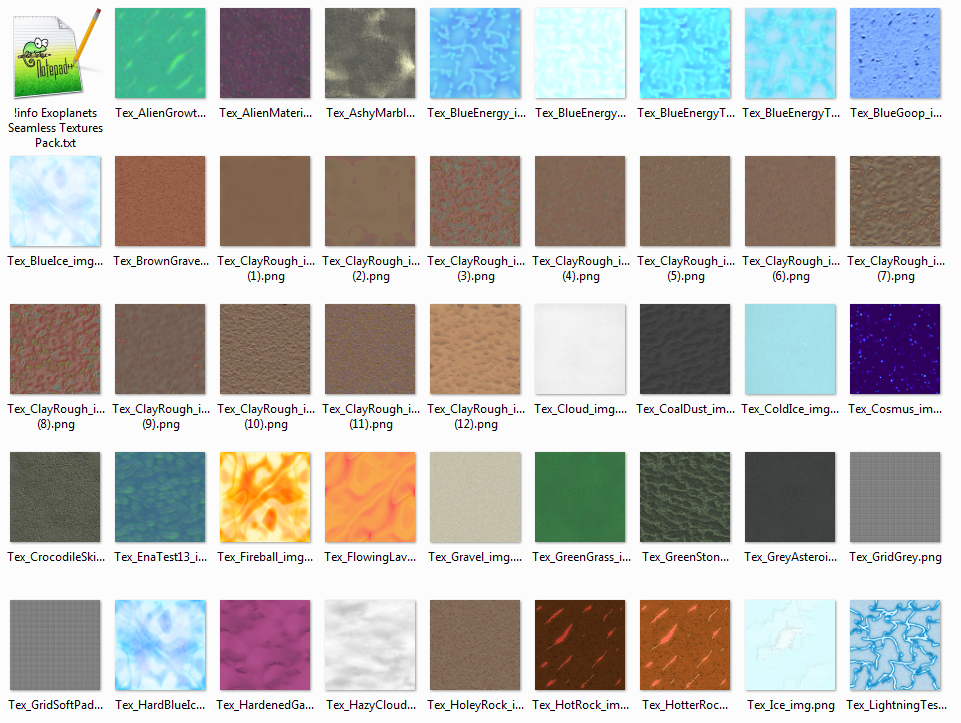 Notepad++
!info Exoplanets
Seamless Textures
Pack.txt
Tex_AlienGrowt...
Tex_AlienMateri...
Tex_AshyMarbl...
Tex_BlueEnergy_i...
Tex_BlueEnergy...
Tex_BlueEnergyT...
Tex_BlueEnergyT...
Tex_BlueGoop_i...
Tex_BlueIce_img...
Tex_BrownGrave...
Tex_ClayRough_i...
(1).png
Tex_ClayRough_i...
(2).png
Tex_ClayRough_i...
(3).png
Tex_ClayRough_i...
(4).png
Tex_ClayRough_i...
(5).png
Tex_ClayRough_i...
(6).png
Tex_ClayRough_i...
(7).png
Tex_ClayRough_i...
(8).png
Tex_ClayRough_i...
(9).png
Tex_ClayRough_i...
(10).png
Tex_ClayRough_i...
(11).png
Tex_ClayRough_i...
(12).png
Tex_Cloud_img....
Tex_CoalDust_im...
Tex_ColdIce_img...
Tex_Cosmus_im...
Tex_CrocodileSki...
Tex_EnaTest13_i...
Tex_Fireball_img...
Tex_FlowingLav...
Tex_Gravel_img....
Tex_GreenGrass_i...
Tex_GreenSton...
Tex_GreyAsteroi...
Tex_GridGrey.png
Tex_GridSoftPad...
Tex_HardBlueIc...
Tex_HardenedGa...
Tex_HazyCloud...
Tex_HoleyRock_i...
Tex_HotRock_im...
Tex_HotterRoc...
Tex_Ice_img.png
Tex_LightningTes...